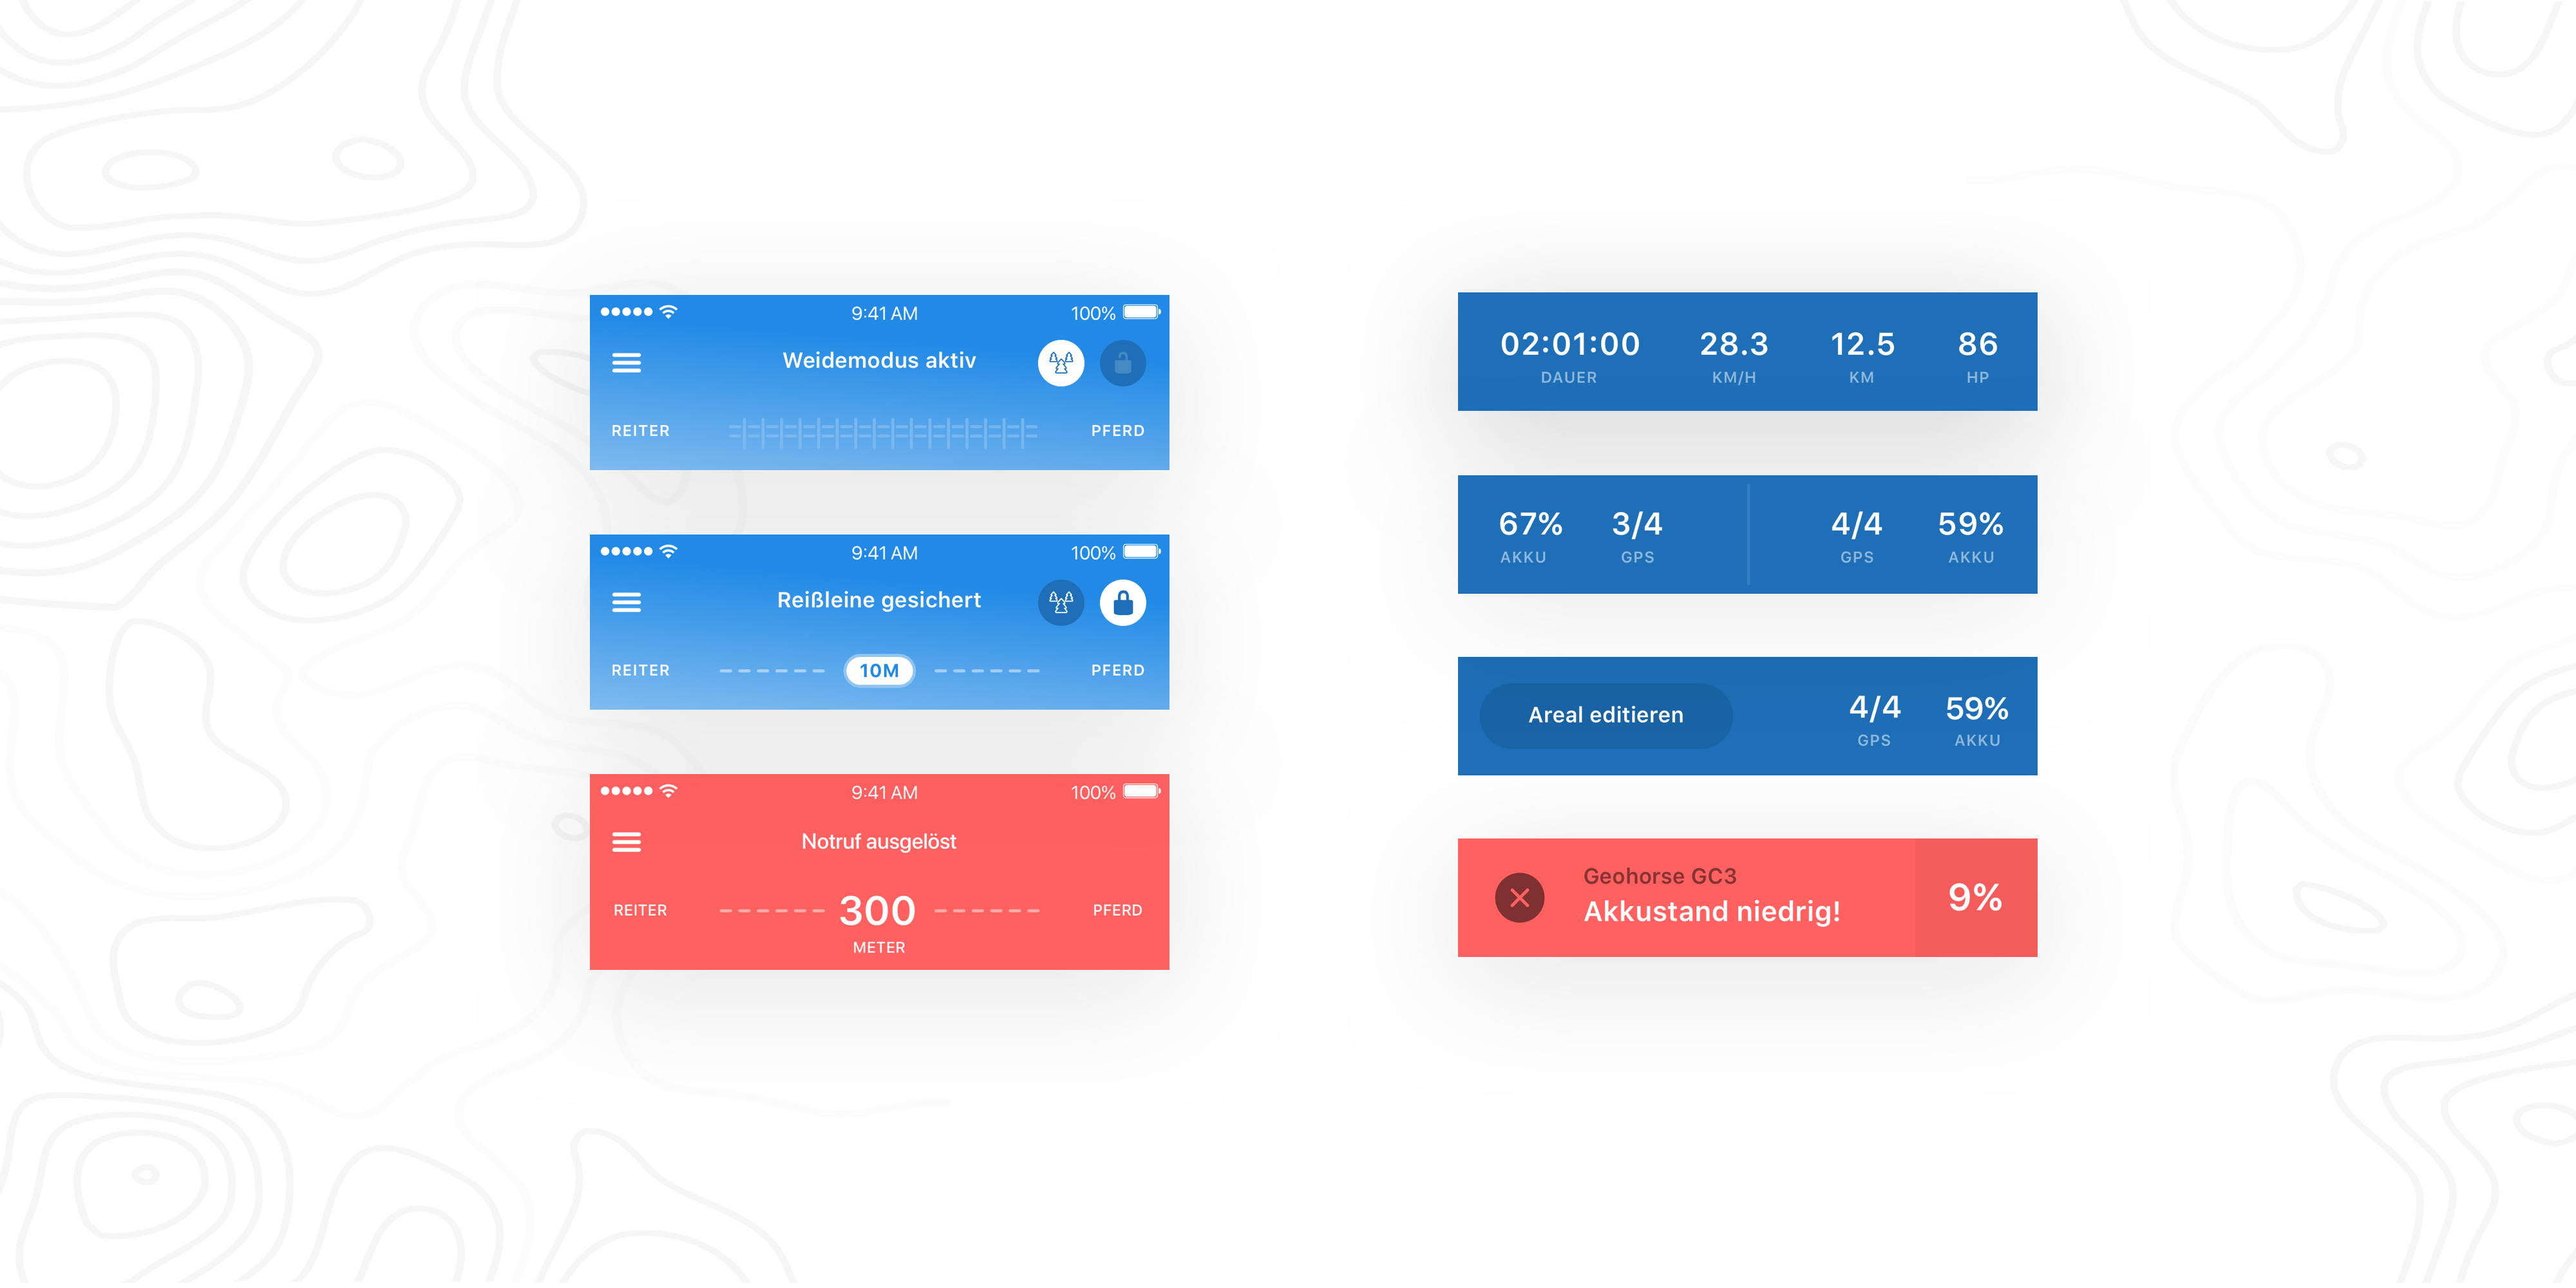 9:41 AM 100%
Weidemodus aktiv
REITER PFERD
9:41 AM 100%
Reißleine gesichert
REITER 10M PFERD
9:41 AM 100%
Notruf ausgelöst
REITER 300 PFERD
METER
02:01:00 28.3 12.5 86
DAUER KM/H KM HP
67% 3/4 4/4 59%
AKKU GPS GPS AKKU
Areal editieren 4/4 59%
GPS AKKU
Geohorse GC3
Akkustand niedrig! 9%